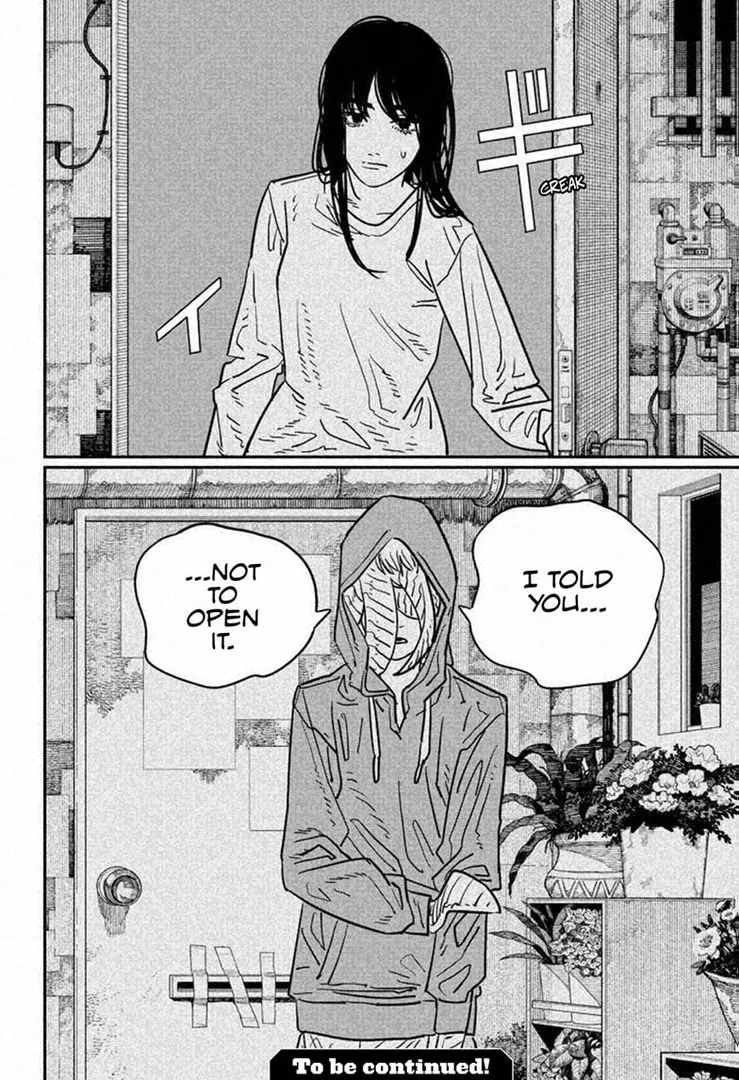 ギ
CREAK
イ
I TOLD
YOU...
...NOT
TO
OPEN
IT.
To be continued!